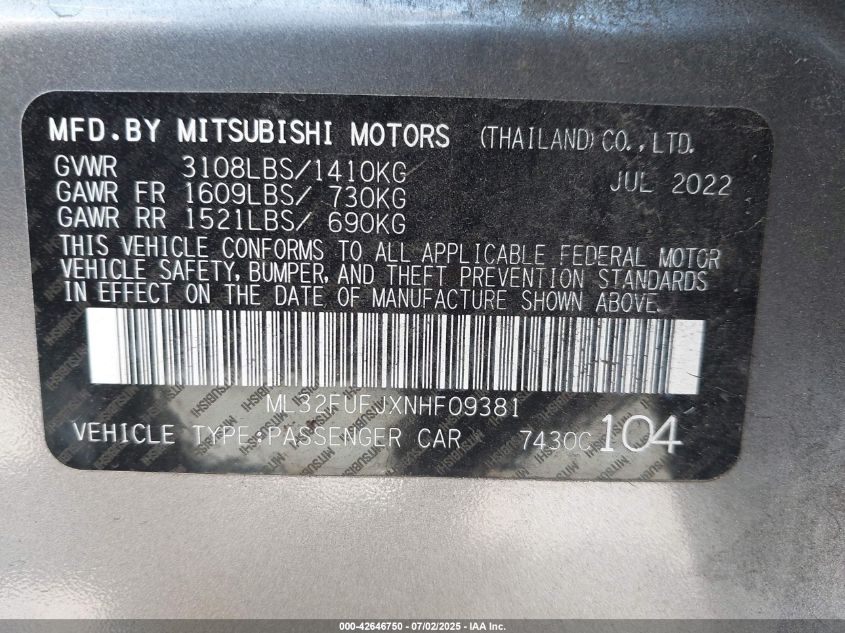 MFD.BY MITSUBISHI MOTORS (THAILAND) CO.,LTD.
GVWR 3108LBS/1410KG JUL 2022
GAWR FR 1609LBS/ 730KG
GAWR RR 1521LBS/ 690KG
THIS VEHICLE CONFORMS TO ALL APPLICABLE FEDERAL MOTOR
VEHICLE SAFETY, BUMPER, AND THEFT PREVENTION STANDARDS
IN EFFECT ON THE DATE OF MANUFACTURE SHOWN ABOVE.
ML32FUFJXNHF09381
VEHICLE TYPE:PASSENGER CAR 7430C 104
000-42646750 - 07/02/2025 - IAA Inc.